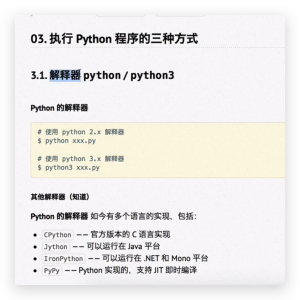 03. 执行 Python 程序的三种方式
3.1. 解释器 python / python3
Python 的解释器
# 使用 python 2.x 解释器
$ python xxx.py
# 使用 python 3.x 解释器
$ python3 xxx.py
其他解释器（知道）
Python 的解释器 如今有多个语言的实现，包括：
• CPython —— 官方版本的 C 语言实现
• Jython —— 可以运行在 Java 平台
• IronPython —— 可以运行在 .NET 和 Mono 平台
• PyPy —— Python 实现的，支持 JIT 即时编译